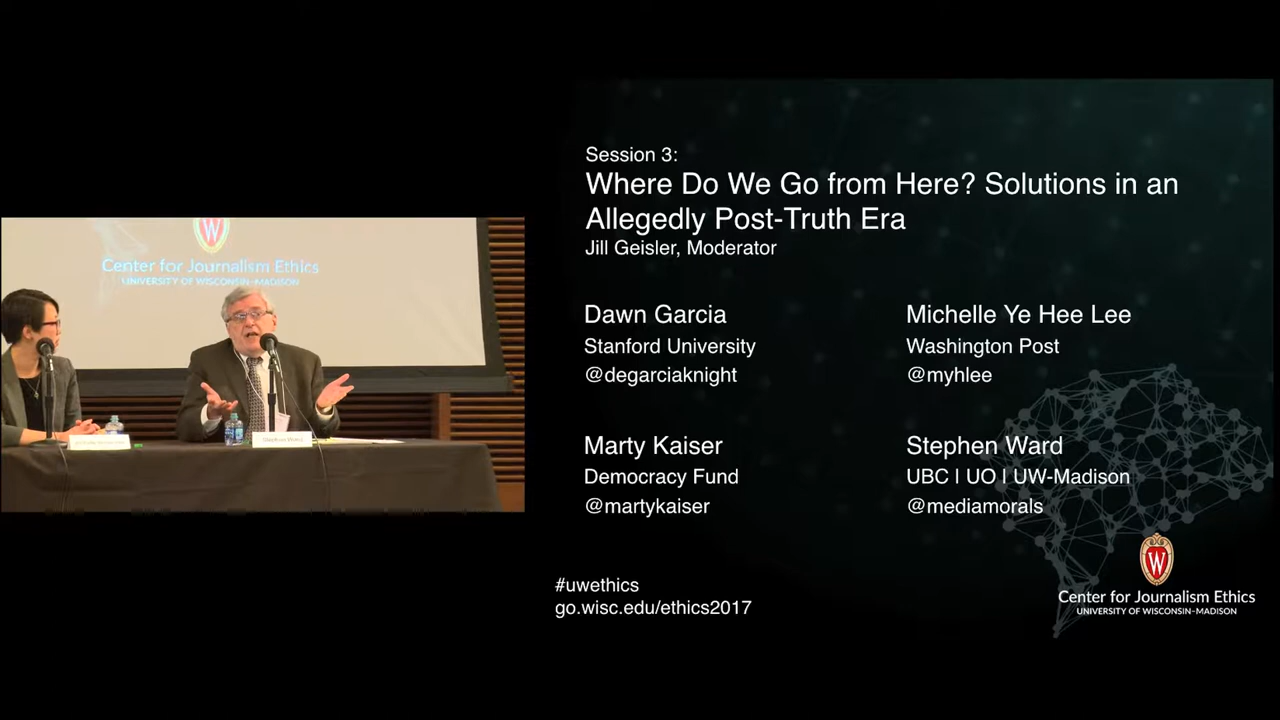 Center for Journalism Ethics
UNIVERSITY OF WISCONSIN-MADISON
W
Session 3:
Where Do We Go from Here? Solutions in an
Allegedly Post-Truth Era
Jill Geisler, Moderator
Dawn Garcia
Stanford University
@degarciaknight
Michelle Ye Hee Lee
Washington Post
@myhlee
Marty Kaiser
Democracy Fund
@martykaiser
Stephen Ward
UBC | UO | UW-Madison
@mediamorals
#uwethics
go.wisc.edu/ethics2017
W
Center for Journalism Ethics
UNIVERSITY OF WISCONSIN-MADISON